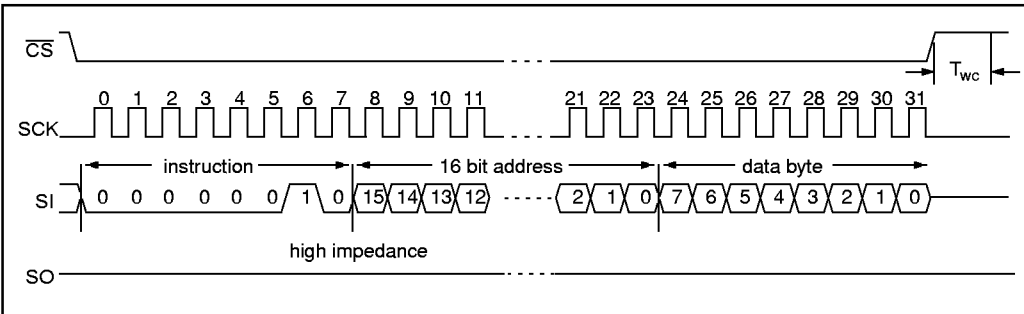 CS
TWC
0 1 2 3 4 5 6 7 8 9 10 11 21 22 23 24 25 26 27 28 29 30 31
SCK
instruction 16 bit address data byte
SI 0 0 0 0 0 0 1 0 15 14 13 12 2 1 0 7 6 5 4 3 2 1 0
high impedance
SO